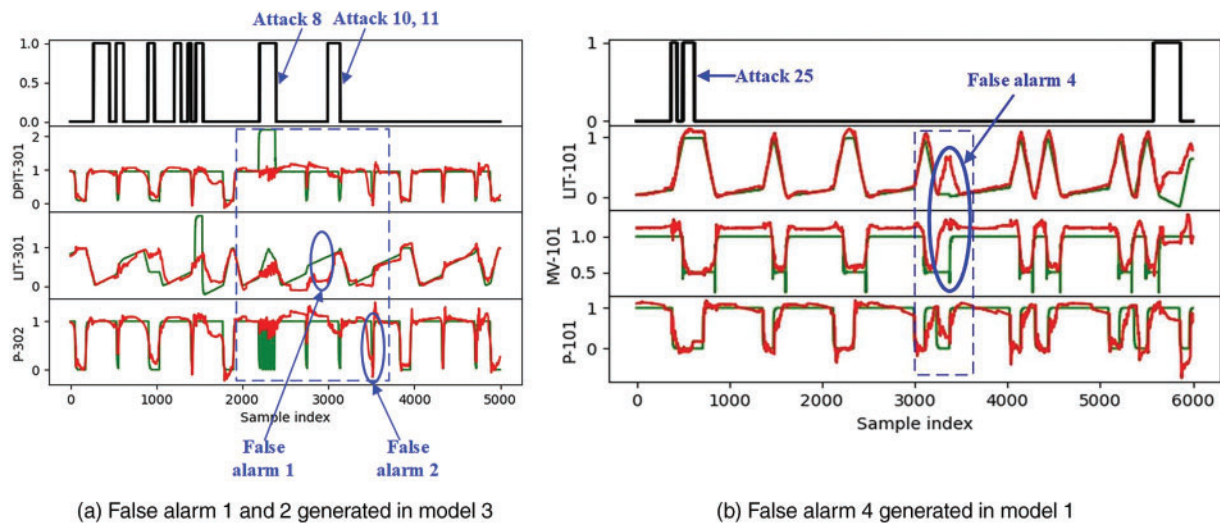 Attack 8
Attack 10, 11
1.0
0.5
0.0
DPIT-301
2
1
0
LIT-301
1
0
P-302
1
0
0
1000
2000
3000
4000
5000
Sample index
False
alarm 1
False
alarm 2
(a) False alarm 1 and 2 generated in model 3
1
0
Attack 25
False alarm 4
LIT-101
1
0
MV-101
1.0
0.5
P-101
1
0
0
1000
2000
3000
4000
5000
6000
Sample index
(b) False alarm 4 generated in model 1